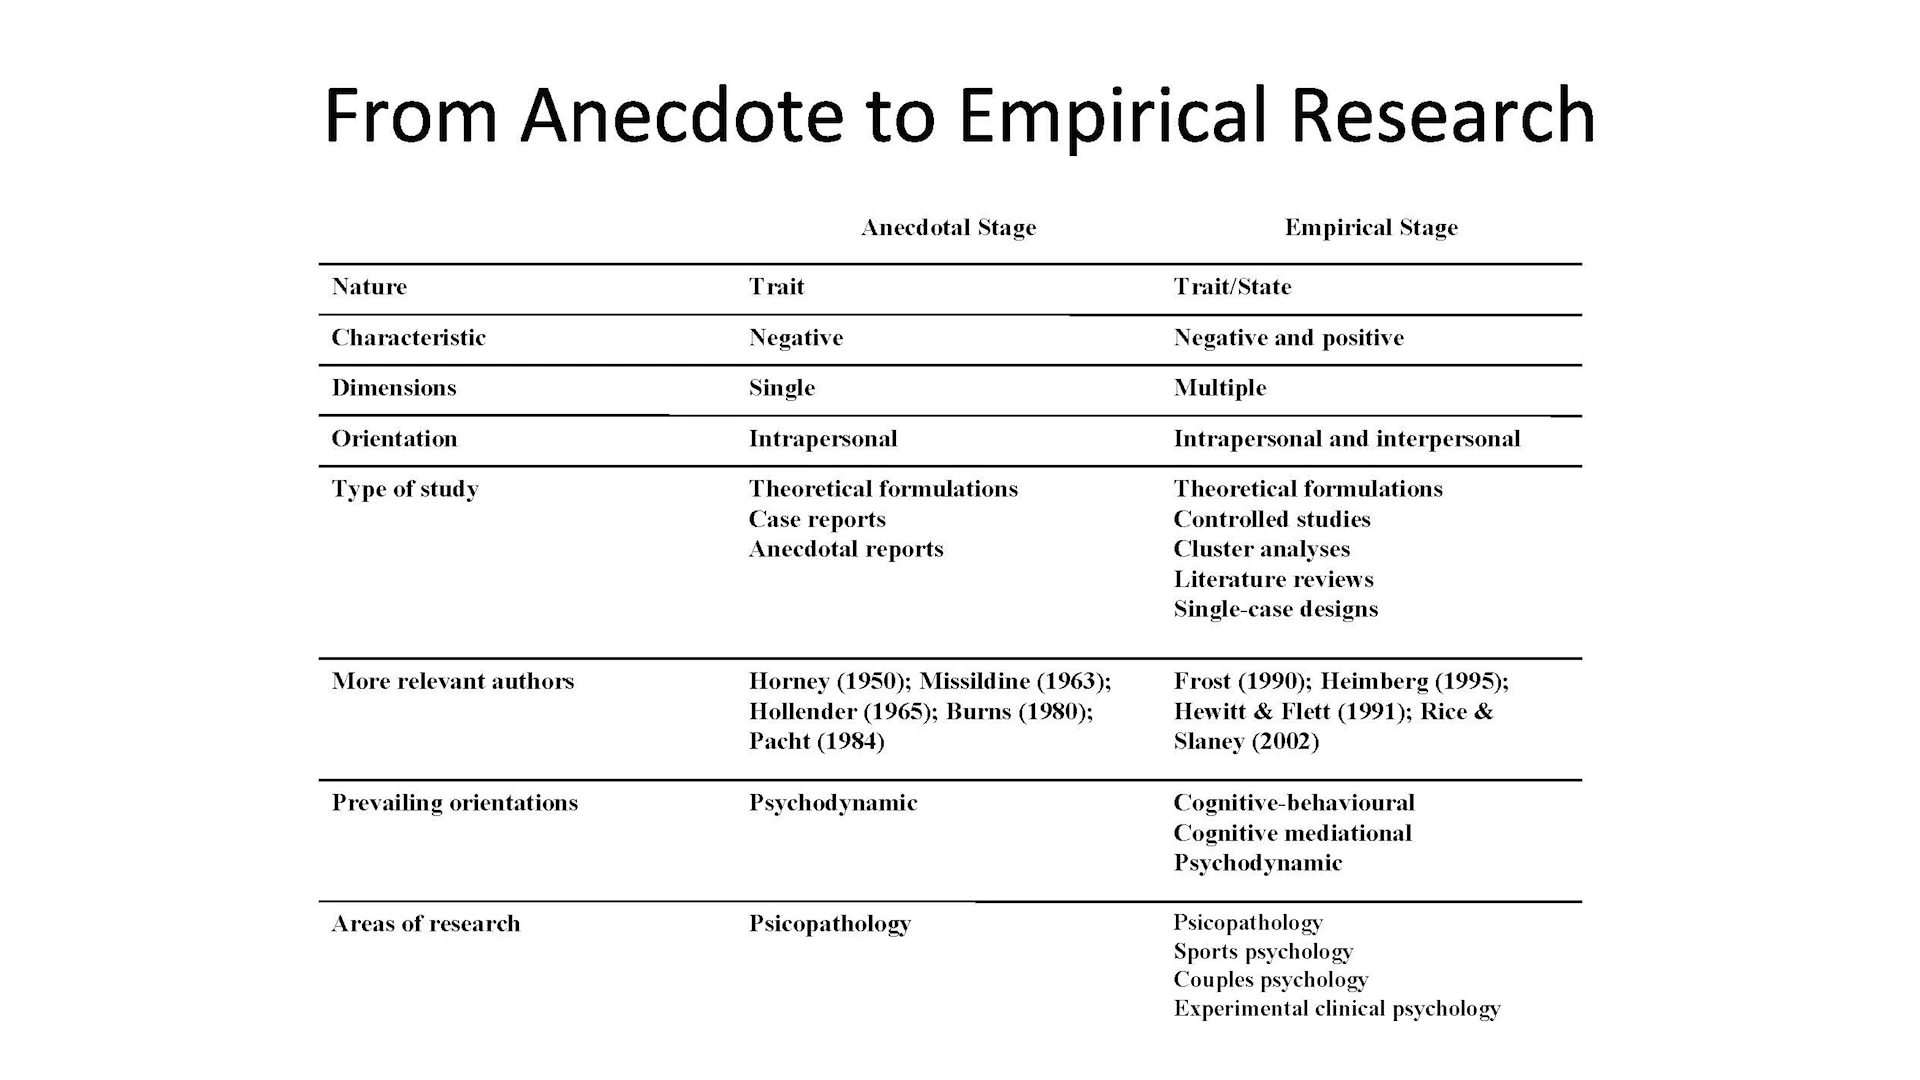 From Anecdote to Empirical Research
Anecdotal Stage Empirical Stage
Nature Trait Trait/State
Characteristic Negative Negative and positive
Dimensions Single Multiple
Orientation Intrapersonal Intrapersonal and interpersonal
Type of study Theoretical formulations Theoretical formulations
Case reports Controlled studies
Anecdotal reports Cluster analyses
Literature reviews
Single-case designs
More relevant authors Horney (1950); Missildine (1963); Frost (1990); Heimberg (1995);
Hollender (1965); Burns (1980); Hewitt & Flett (1991); Rice &
Pacht (1984) Slaney (2002)
Prevailing orientations Psychodynamic Cognitive-behavioural
Cognitive mediational
Psychodynamic
Areas of research Psicopathology Psicopathology
Sports psychology
Couples psychology
Experimental clinical psychology